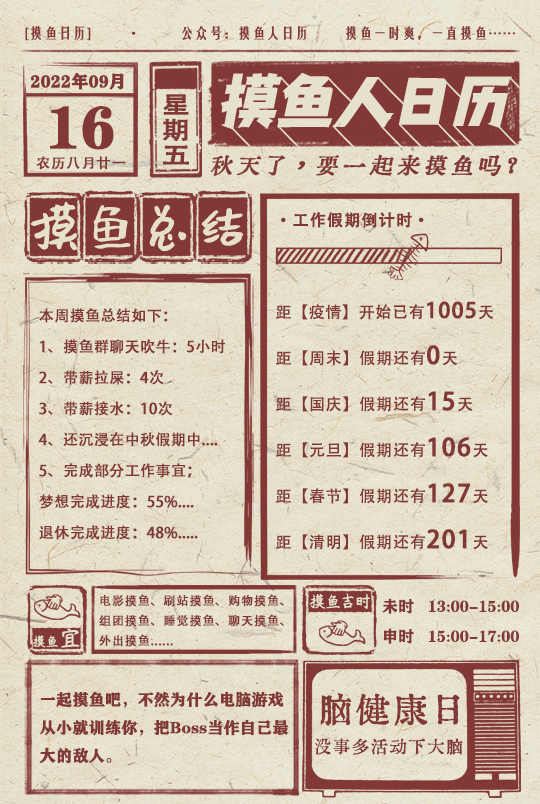 [摸鱼日历] · 公众号：摸鱼人日历 摸鱼一时爽，一直摸鱼……
2022年09月
16
农历八月廿一
星期五
摸鱼人日历
秋天了，要一起来摸鱼吗？
摸鱼总结
本周摸鱼总结如下：
1、摸鱼群聊天吹牛：5小时
2、带薪拉屎：4次
3、带薪接水：10次
4、还沉浸在中秋假期中....
5、完成部分工作事宜；
梦想完成进度：55%....
退休完成进度：48%.....
·工作假期倒计时·
距【疫情】开始已有1005天
距【周末】假期还有0天
距【国庆】假期还有15天
距【元旦】假期还有106天
距【春节】假期还有127天
距【清明】假期还有201天
摸鱼宜
电影摸鱼、刷站摸鱼、购物摸鱼、
组团摸鱼、睡觉摸鱼、聊天摸鱼、
外出摸鱼......
摸鱼吉时
未时 13:00-15:00
申时 15:00-17:00
一起摸鱼吧，不然为什么电脑游戏
从小就训练你，把Boss当作自己最
大的敌人。
脑健康日
没事多活动下大脑